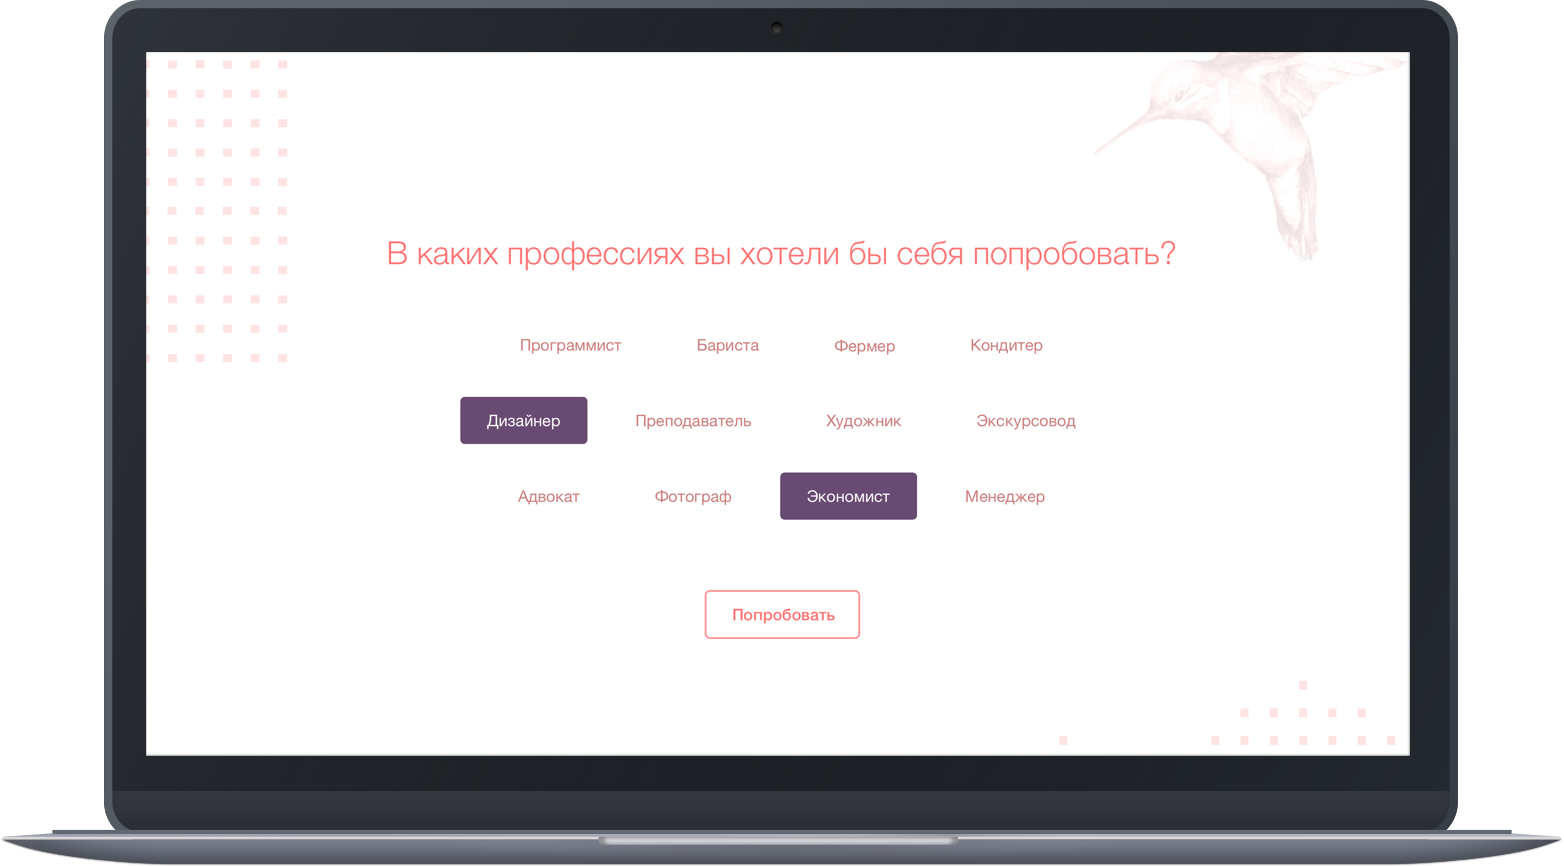 В каких профессиях вы хотели бы себя попробовать?
Программист Бариста Фермер Кондитер
Дизайнер Преподаватель Художник Экскурсовод
Адвокат Фотограф Экономист Менеджер
Попробовать